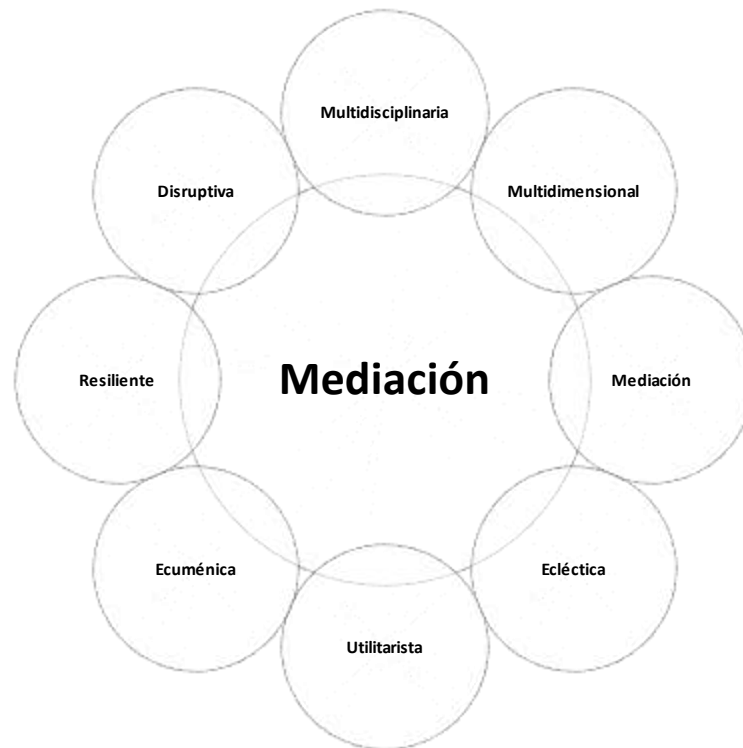 Multidisciplinaria
Disruptiva
Multidimensional
Resiliente
Mediación
Mediación
Ecuménica
Ecléctica
Utilitarista